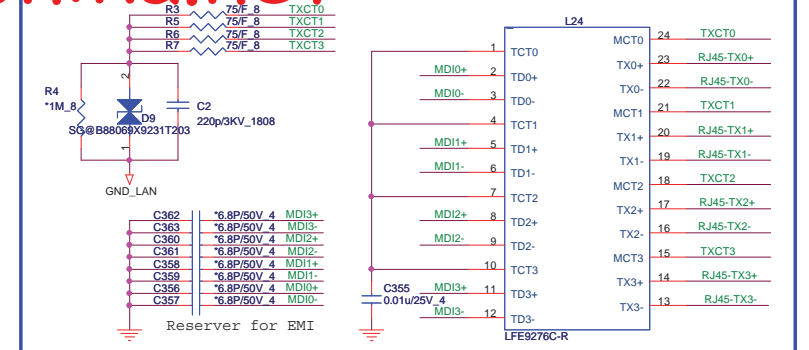 R3 75/F_8 TXCT0
R5 75/F_8 TXCT1
R6 75/F_8 TXCT2
R7 75/F_8 TXCT3
R4
*1M_8
2
D9
SG@B88069X9231T203
1
C2
220p/3KV_1808
GND_LAN
C362 *6.8P/50V_4 MDI3+
C363 *6.8P/50V_4 MDI3-
C360 *6.8P/50V_4 MDI2+
C361 *6.8P/50V_4 MDI2-
C358 *6.8P/50V_4 MDI1+
C359 *6.8P/50V_4 MDI1-
C356 *6.8P/50V_4 MDI0+
C357 *6.8P/50V_4 MDI0-
Reserver for EMI
L24
1 TCT0 MCT0 24 TXCT0
MDI0+ 2 TD0+ TX0+ 23 RJ45-TX0+
MDI0- 3 TD0- TX0- 22 RJ45-TX0-
4 TCT1 MCT1 21 TXCT1
MDI1+ 5 TD1+ TX1+ 20 RJ45-TX1+
MDI1- 6 TD1- TX1- 19 RJ45-TX1-
7 TCT2 MCT2 18 TXCT2
MDI2+ 8 TD2+ TX2+ 17 RJ45-TX2+
MDI2- 9 TD2- TX2- 16 RJ45-TX2-
10 TCT3 MCT3 15 TXCT3
MDI3+ 11 TD3+ TX3+ 14 RJ45-TX3+
MDI3- 12 TD3- TX3- 13 RJ45-TX3-
C355
0.01u/25V_4
LFE9276C-R